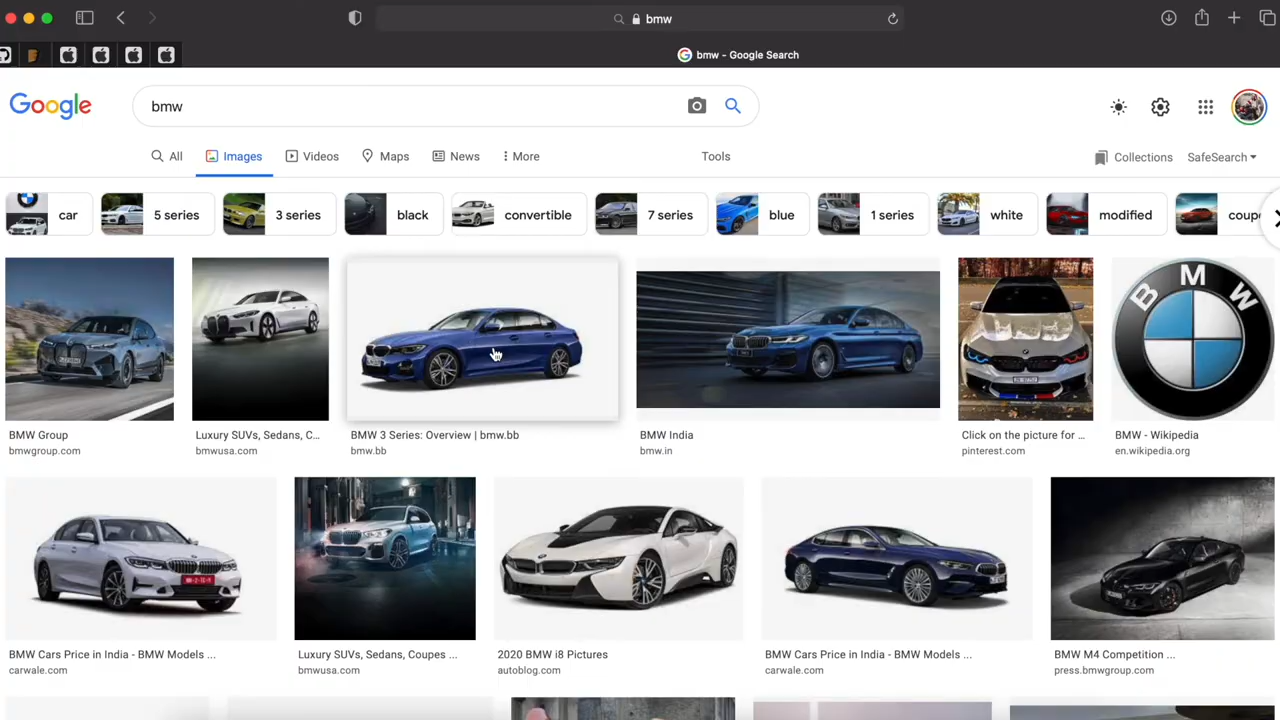 bmw
bmw - Google Search
Google
bmw
All
Images
Videos
Maps
News
More
Tools
Collections
SafeSearch
car
5 series
3 series
black
convertible
7 series
blue
1 series
white
modified
coup
B M W
BMW Group
bmwgroup.com
Luxury SUVs, Sedans, C...
bmwusa.com
BMW 3 Series: Overview | bmw.bb
bmw.bb
BMW India
bmw.in
Click on the picture for ...
pinterest.com
BMW - Wikipedia
en.wikipedia.org
BMW Cars Price in India - BMW Models ...
carwale.com
Luxury SUVs, Sedans, Coupes ...
bmwusa.com
2020 BMW i8 Pictures
autoblog.com
BMW Cars Price in India - BMW Models ...
carwale.com
BMW M4 Competition ...
press.bmwgroup.com